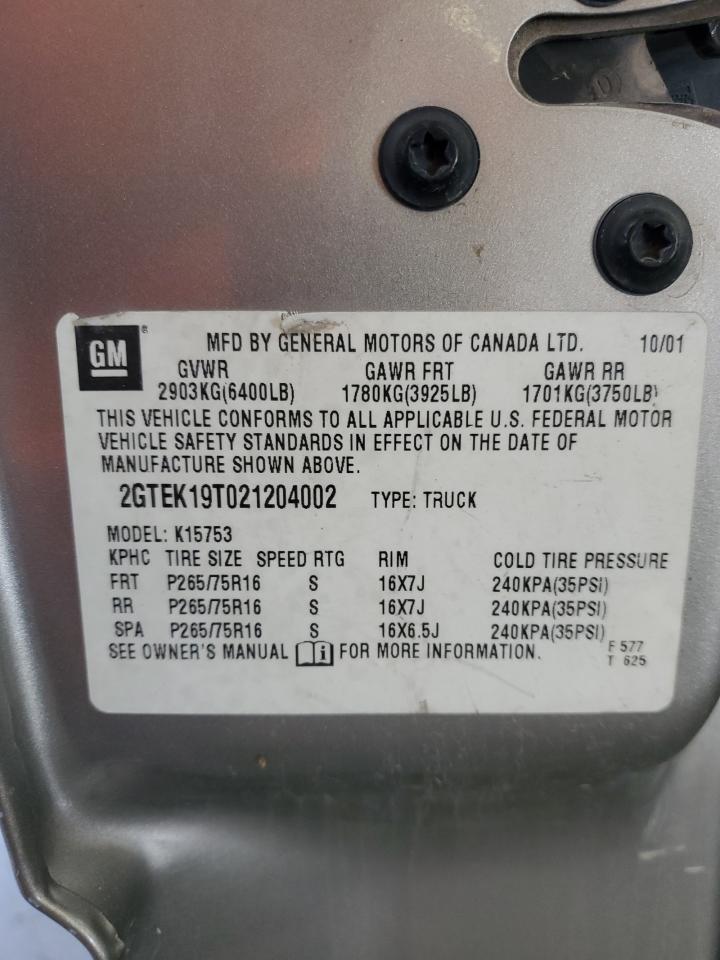 GM® MFD BY GENERAL MOTORS OF CANADA LTD. 10/01
GVWR GAWR FRT GAWR RR
2903KG(6400LB) 1780KG(3925LB) 1701KG(3750LB)
THIS VEHICLE CONFORMS TO ALL APPLICABLE U.S. FEDERAL MOTOR
VEHICLE SAFETY STANDARDS IN EFFECT ON THE DATE OF
MANUFACTURE SHOWN ABOVE.
2GTEK19T021204002 TYPE: TRUCK
MODEL: K15753
KPHC TIRE SIZE SPEED RTG RIM COLD TIRE PRESSURE
FRT P265/75R16 S 16X7J 240KPA(35PSI)
RR P265/75R16 S 16X7J 240KPA(35PSI)
SPA P265/75R16 S 16X6.5J 240KPA(35PSI)
SEE OWNER'S MANUAL FOR MORE INFORMATION. F 577
T 625